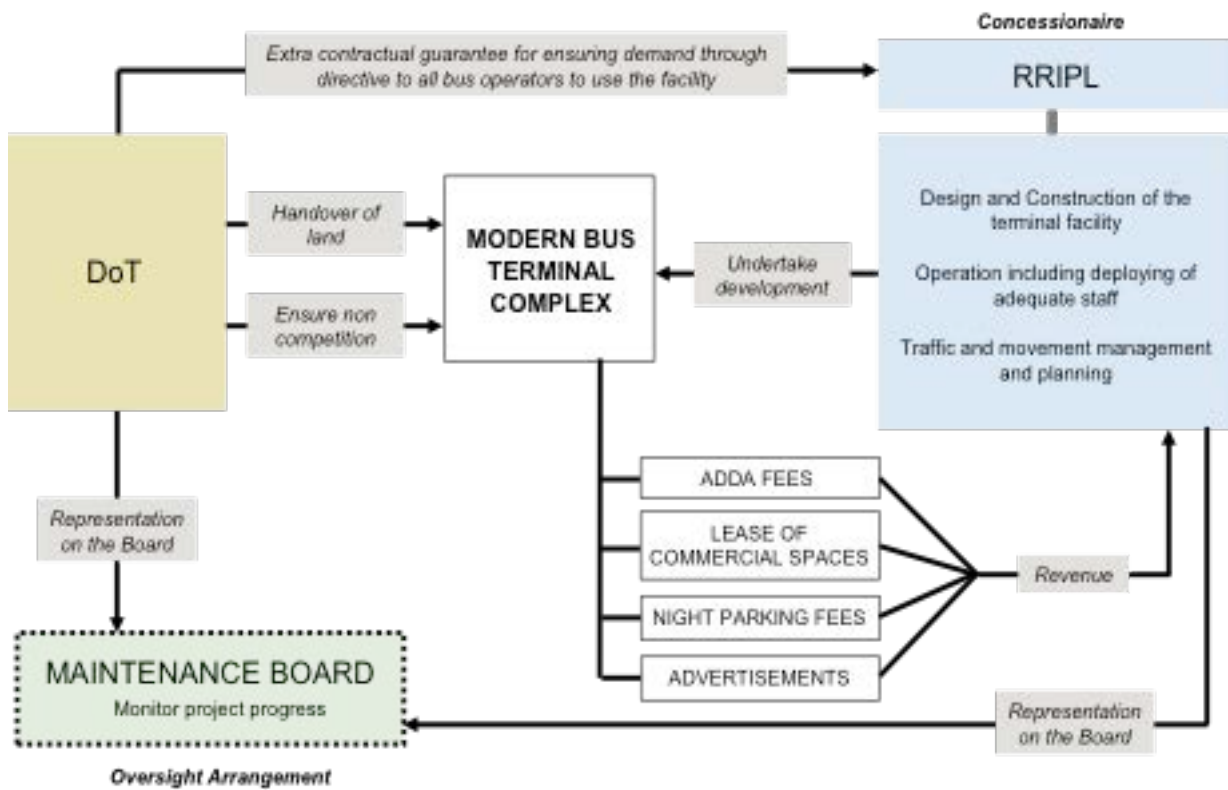 Concessionaire
Extra contractual guarantee for ensuring demand through
directive to all bus operators to use the facility
RRIPL
DoT
Handover of
land
Ensure non
competition
MODERN BUS
TERMINAL
COMPLEX
Undertake
development
Design and Construction of the
terminal facility
Operation including deploying of
adequate staff
Traffic and movement management
and planning
ADDA FEES
LEASE OF
COMMERCIAL SPACES
NIGHT PARKING FEES
ADVERTISEMENTS
Revenue
Representation
on the Board
MAINTENANCE BOARD
Monitor project progress
Representation
on the Board
Oversight Arrangement